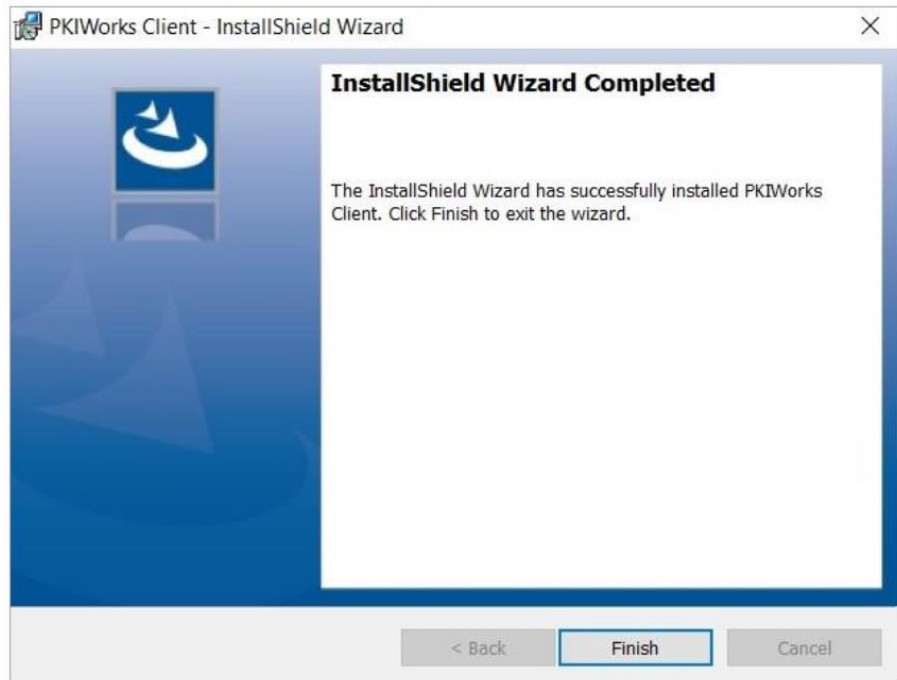 PKIWorks Client - InstallShield Wizard
InstallShield Wizard Completed
The InstallShield Wizard has successfully installed PKIWorks
Client. Click Finish to exit the wizard.
< Back
Finish
Cancel